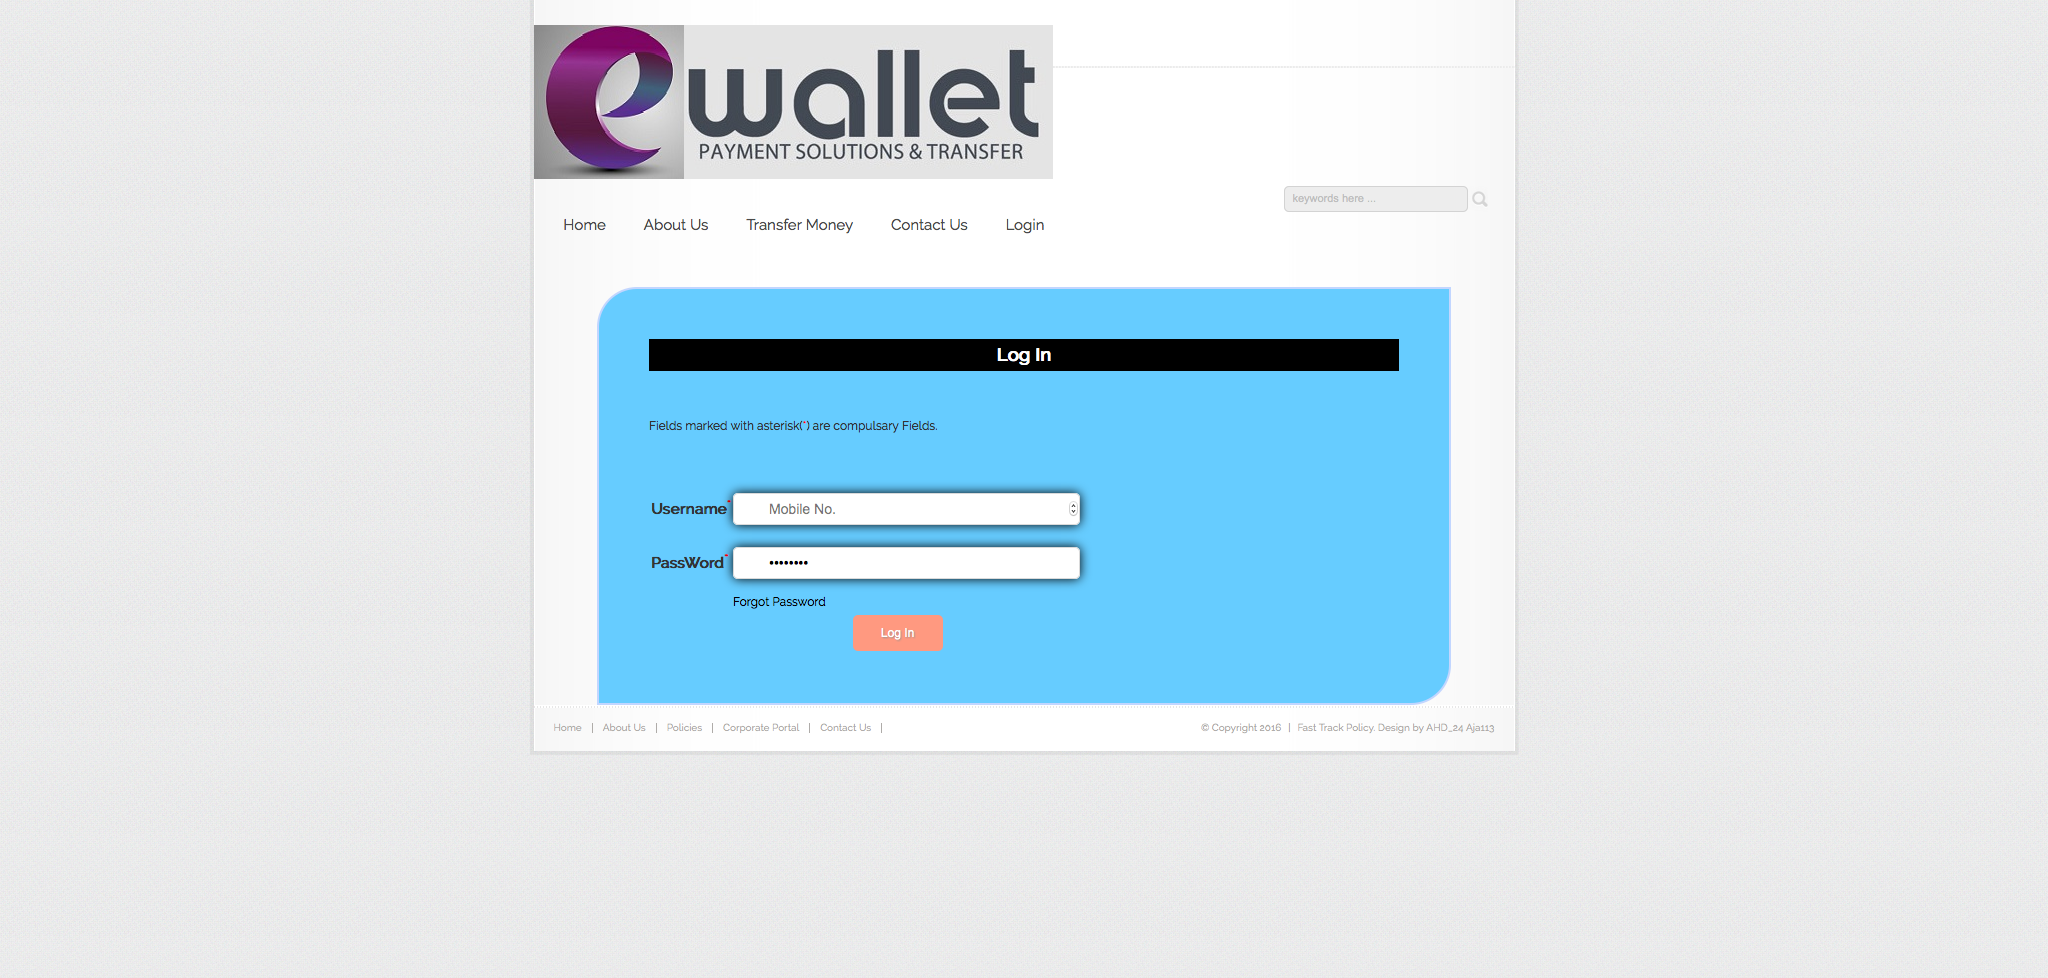 ewallet
PAYMENT SOLUTIONS & TRANSFER
keywords here ...
Home About Us Transfer Money Contact Us Login
Log In
Fields marked with asterisk(*) are compulsary Fields.
Username* Mobile No.
PassWord* ••••••••
Forgot Password
Log In
Home | About Us | Policies | Corporate Portal | Contact Us | © Copyright 2016 | Fast Track Policy. Design by AHD_24 Aja113